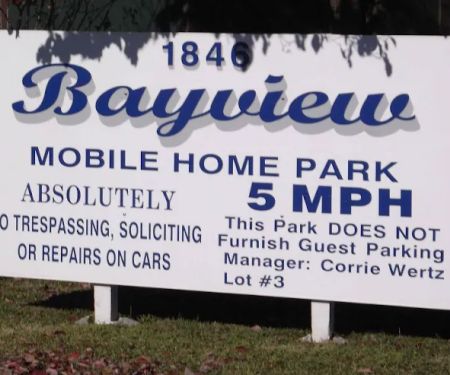 1846
Bayview
MOBILE HOME PARK
ABSOLUTELY
O TRESPASSING, SOLICITING
OR REPAIRS ON CARS
5 MPH
This Park DOES NOT
Furnish Guest Parking
Manager: Corrie Wertz
Lot #3